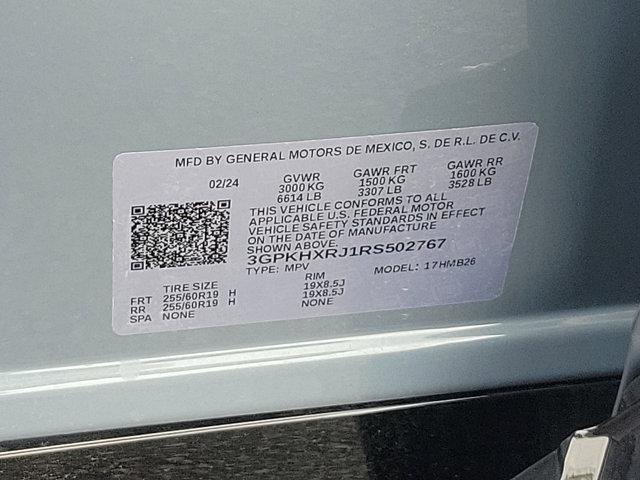 MFD BY GENERAL MOTORS DE MEXICO, S. DE R.L. DE C.V.
02/24 GVWR GAWR FRT GAWR RR
3000 KG 1500 KG 1600 KG
6614 LB 3307 LB 3528 LB
THIS VEHICLE CONFORMS TO ALL
APPLICABLE U.S. FEDERAL MOTOR
VEHICLE SAFETY STANDARDS IN EFFECT
ON THE DATE OF MANUFACTURE
SHOWN ABOVE.
3GPKHXRJ1RS502767
TYPE: MPV MODEL: 17HMB26
TIRE SIZE RIM
FRT 255/60R19 H 19X8.5J
RR 255/60R19 H 19X8.5J
SPA NONE NONE